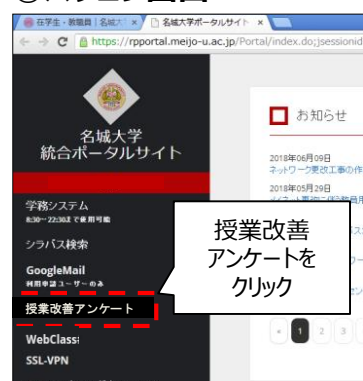 在学生・教職員｜名城大
名城大学ポータルサイト
https://rpportal.meijo-u.ac.jp/Portal/index.do;jsessionid
名城大学
統合ポータルサイト
お知らせ
2018年06月09日
ネットワーク更改工事の作
2018年05月29日
学務システム
8:30～22:30まで使用可能
シラバス検索
GoogleMail
利用申請ユーザーのみ
授業改善アンケート
WebClass
SSL-VPN
授業改善
アンケートを
クリック
«
1
2
3